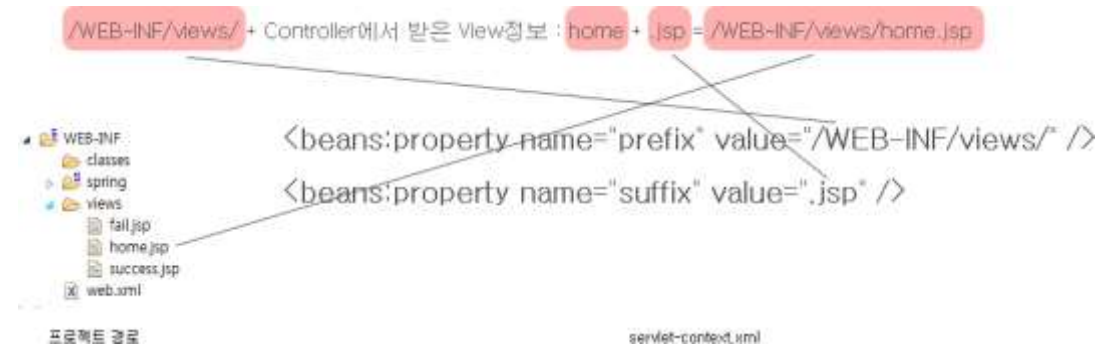 /WEB-INF/views/ + Controller에서 받은 View정보 : home + .jsp = /WEB-INF/views/home.jsp
WEB-INF
classes
spring
views
fail.jsp
home.jsp
success.jsp
web.xml
<beans:property name="prefix" value="/WEB-INF/views/" />
<beans:property name="suffix" value=".jsp" />
프로젝트 경로
servlet-context.xml